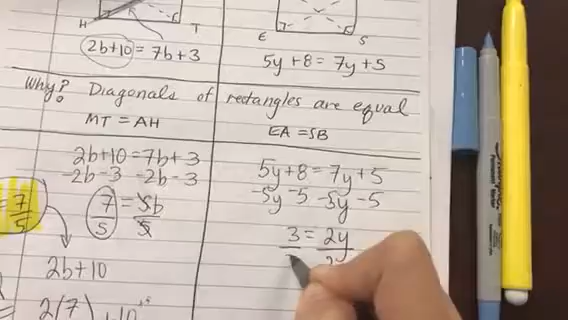 H T
2b+10 = 7b+3
E S
5y+8 = 7y+5
Why? Diagonals of rectangles are equal
MT = AH
EA = SB
2b+10 = 7b+3
-2b-3 -2b-3
7 = 5b
5 5
7
5
2b+10
2(7)
5y+8 = 7y+5
-5y-5 -5y-5
3 = 2y
2